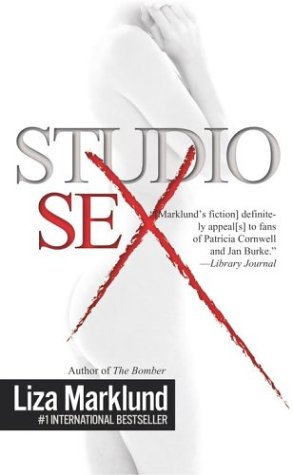 STUDIO
SEX
"[Marklund's fiction] definite-
ly appeal[s] to fans
of Patricia Cornwell
and Jan Burke."
—Library Journal
Author of The Bomber
Liza Marklund
#1 INTERNATIONAL BESTSELLER